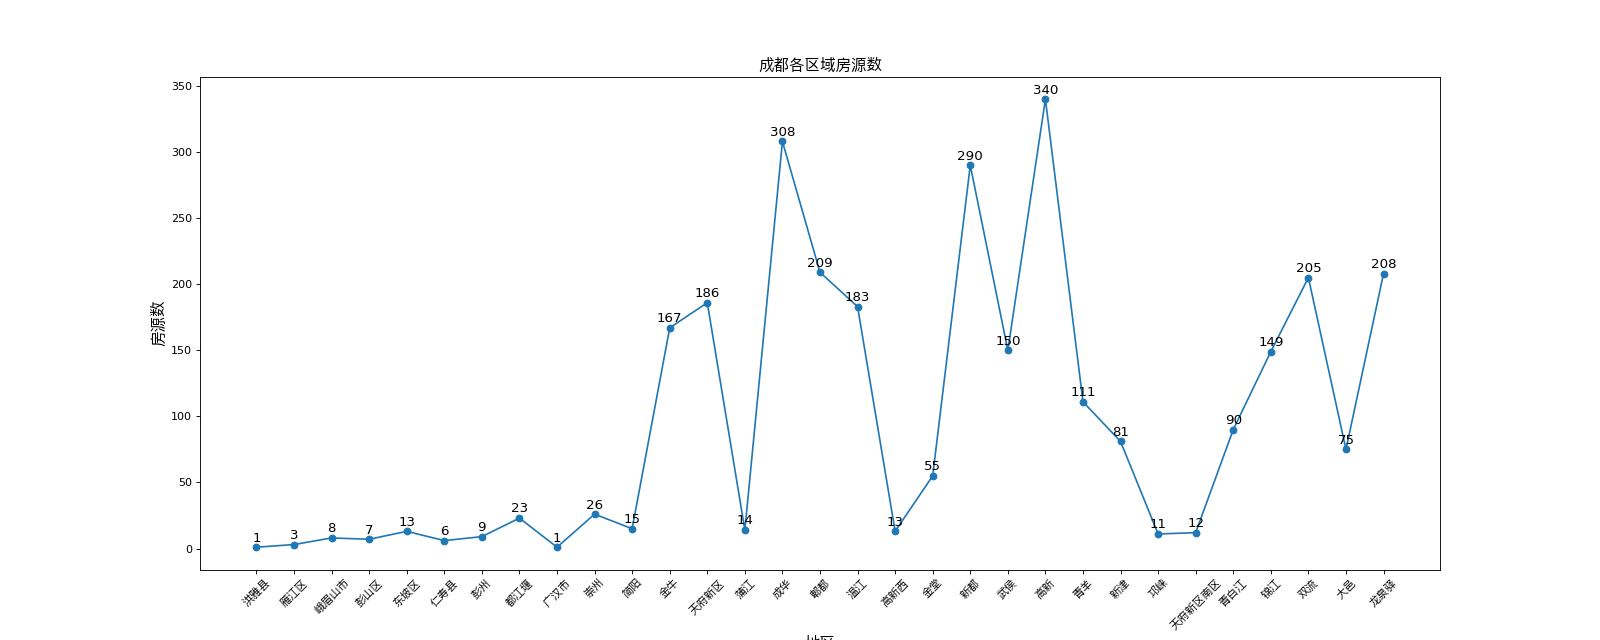 成都各区域房源数
350
300
250
200
150
100
50
0
房源数
1
3
8
7
13
6
9
23
1
26
15
167
186
14
308
209
183
13
55
290
150
340
111
81
11
12
90
149
205
75
208
洪雅县
雁江区
峨眉山市
彭山区
东坡区
仁寿县
彭州
都江堰
广汉市
崇州
简阳
金牛
天府新区
蒲江
成华
郫都
温江
高新西
金堂
新都
武侯
高新
青羊
新津
邛崃
天府新区南区
青白江
锦江
双流
大邑
龙泉驿
地区